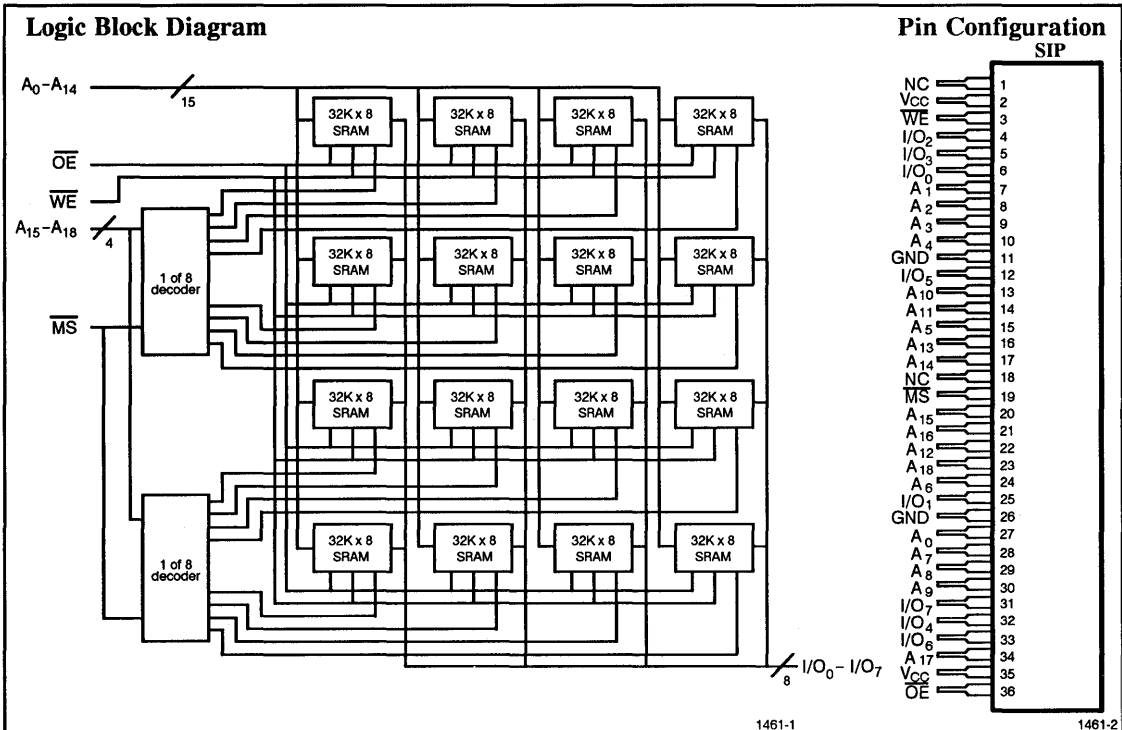 Logic Block Diagram
A0–A14
15
OE
WE
A15–A18
4
MS
1 of 8
decoder
1 of 8
decoder
32K x 8
SRAM
32K x 8
SRAM
32K x 8
SRAM
32K x 8
SRAM
32K x 8
SRAM
32K x 8
SRAM
32K x 8
SRAM
32K x 8
SRAM
32K x 8
SRAM
32K x 8
SRAM
32K x 8
SRAM
32K x 8
SRAM
32K x 8
SRAM
32K x 8
SRAM
32K x 8
SRAM
32K x 8
SRAM
8
I/O0 – I/O7
1461-1
Pin Configuration
SIP
NC 1
VCC 2
WE 3
I/O2 4
I/O3 5
I/O0 6
A1 7
A2 8
A3 9
A4 10
GND 11
I/O5 12
A10 13
A11 14
A5 15
A13 16
A14 17
NC 18
MS 19
A15 20
A16 21
A12 22
A18 23
A6 24
I/O1 25
GND 26
A0 27
A7 28
A8 29
A9 30
I/O7 31
I/O4 32
I/O6 33
A17 34
VCC 35
OE 36
1461-2